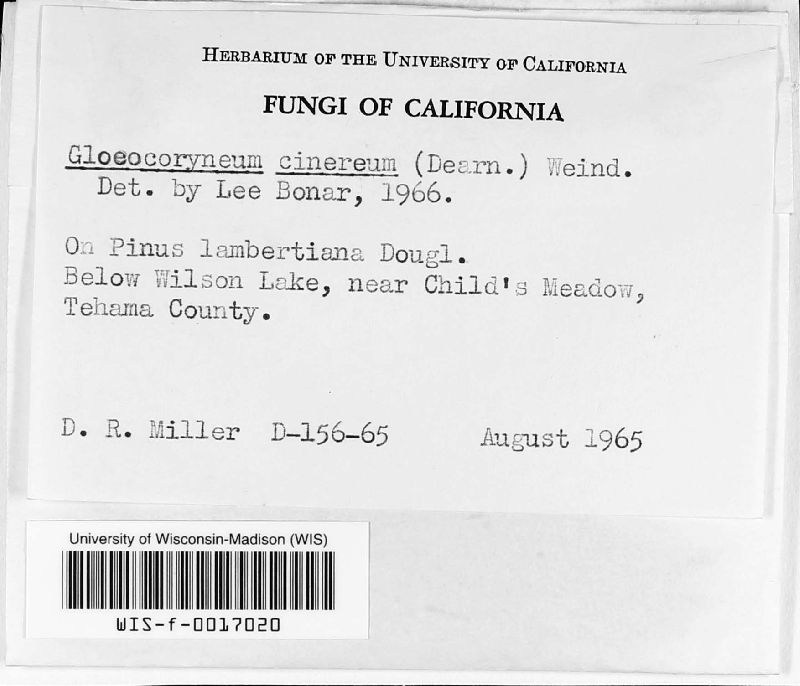 HERBARIUM OF THE UNIVERSITY OF CALIFORNIA
FUNGI OF CALIFORNIA
Gloeocoryneum cinereum (Dearn.) Weind.
Det. by Lee Bonar, 1966.
On Pinus lambertiana Dougl.
Below Wilson Lake, near Child's Meadow,
Tehama County.
D. R. Miller D-156-65 August 1965
University of Wisconsin-Madison (WIS)
WIS-f-0017020